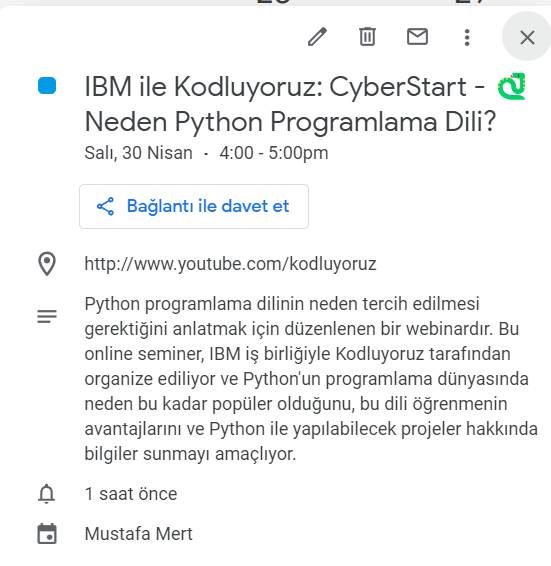 IBM ile Kodluyoruz: CyberStart - 
Neden Python Programlama Dili?
Salı, 30 Nisan · 4:00 - 5:00pm
Bağlantı ile davet et
http://www.youtube.com/kodluyoruz
Python programlama dilinin neden tercih edilmesi
gerektiğini anlatmak için düzenlenen bir webinardır. Bu
online seminer, IBM iş birliğiyle Kodluyoruz tarafından
organize ediliyor ve Python'un programlama dünyasında
neden bu kadar popüler olduğunu, bu dili öğrenmenin
avantajlarını ve Python ile yapılabilecek projeler hakkında
bilgiler sunmayı amaçlıyor.
1 saat önce
Mustafa Mert